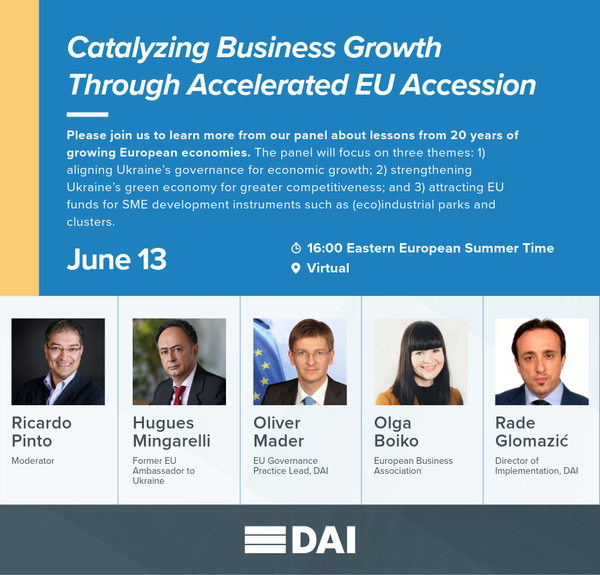 Catalyzing Business Growth
Through Accelerated EU Accession
Please join us to learn more from our panel about lessons from 20 years of
growing European economies. The panel will focus on three themes: 1)
aligning Ukraine's governance for economic growth; 2) strengthening
Ukraine's green economy for greater competitiveness; and 3) attracting EU
funds for SME development instruments such as (eco)industrial parks and
clusters.
June 13
16:00 Eastern European Summer Time
Virtual
Ricardo
Pinto
Moderator
Hugues
Mingarelli
Former EU
Ambassador to
Ukraine
Oliver
Mader
EU Governance
Practice Lead, DAI
Olga
Boiko
European Business
Association
Rade
Glomazić
Director of
Implementation, DAI
DAI